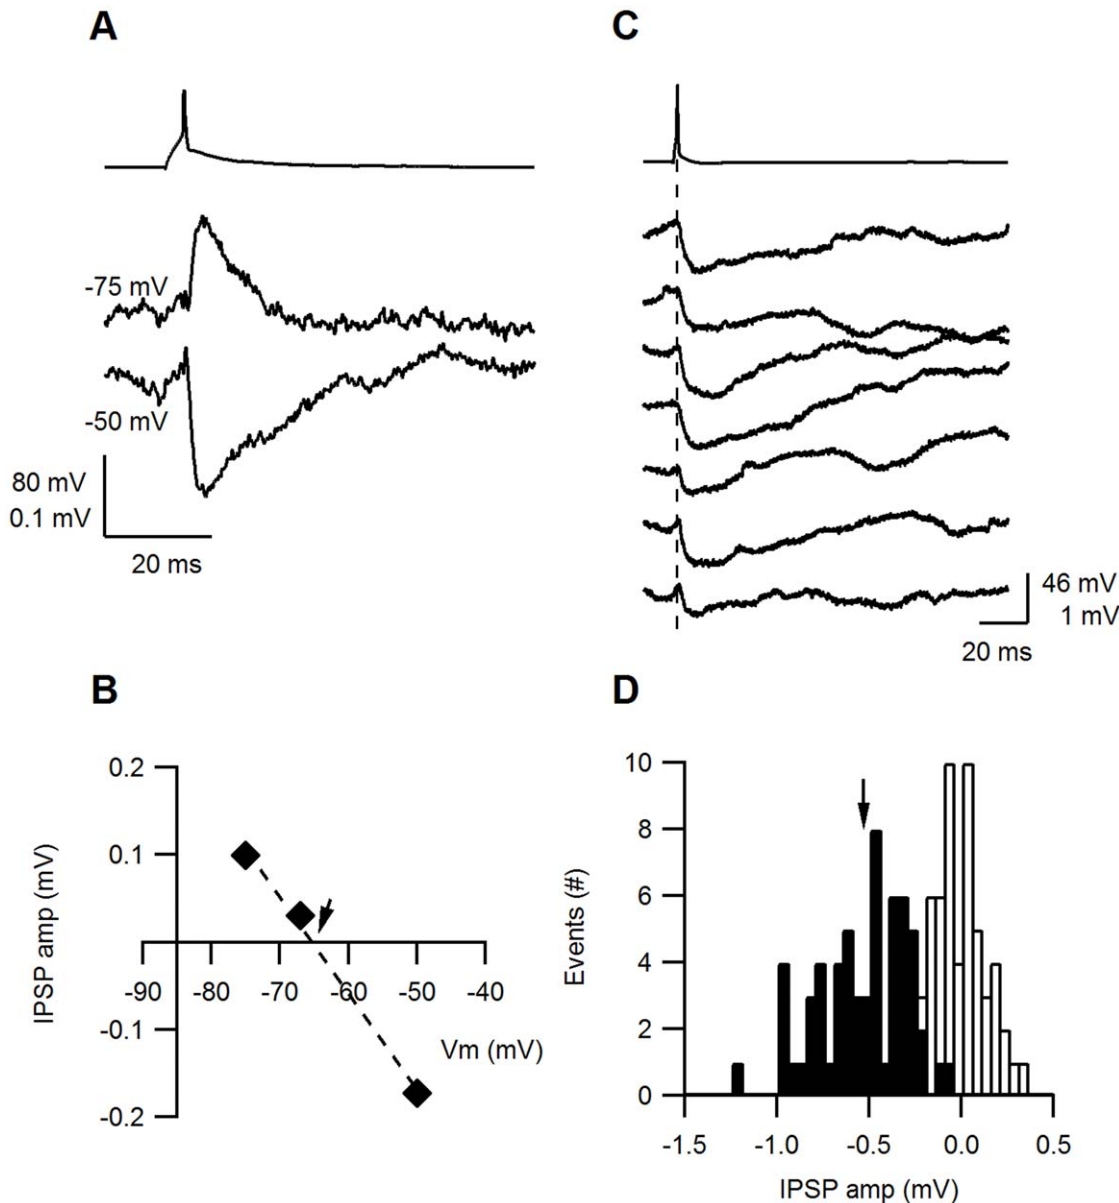 A
-75 mV
-50 mV
80 mV
0.1 mV
20 ms
C
46 mV
1 mV
20 ms
B
0.2
0.1
-0.1
-0.2
IPSP amp (mV)
-90
-80
-70
-60
-50
-40
Vm (mV)
D
10
8
6
4
2
0
Events (#)
-1.5
-1.0
-0.5
0.0
0.5
IPSP amp (mV)